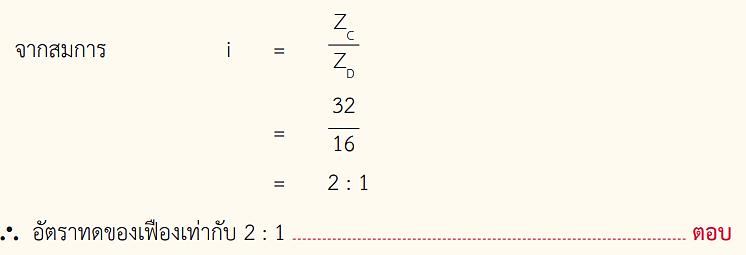 จากสมการ i = Z_C / Z_D
= 32 / 16
= 2 : 1
∴ อัตราทดของเฟืองเท่ากับ 2 : 1 ........................................ ตอบ